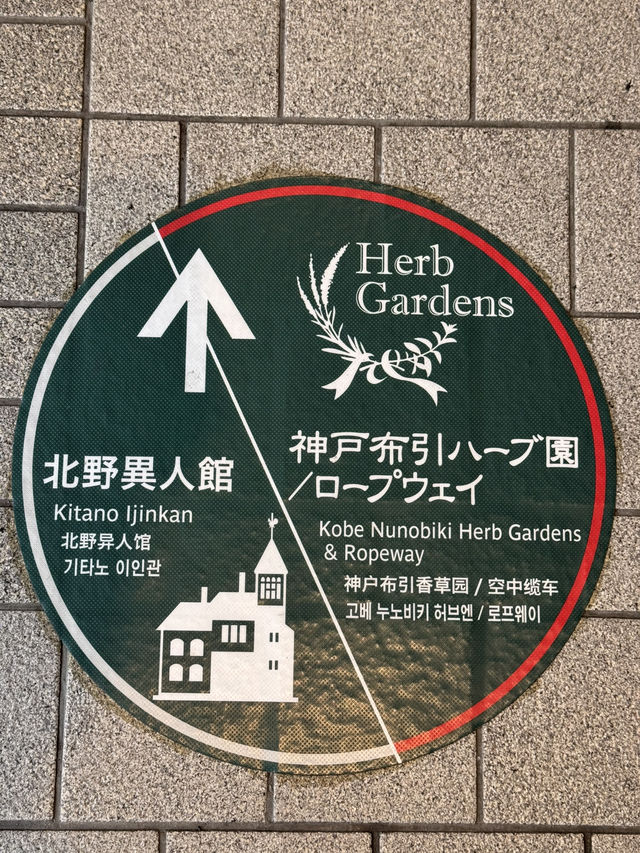 Herb
Gardens
北野異人館
Kitano Ijinkan
北野异人馆
기타노 이인관
神戸布引ハーブ園
/ロープウェイ
Kobe Nunobiki Herb Gardens
& Ropeway
神户布引香草园 / 空中缆车
고베 누노비키 허브엔 / 로프웨이